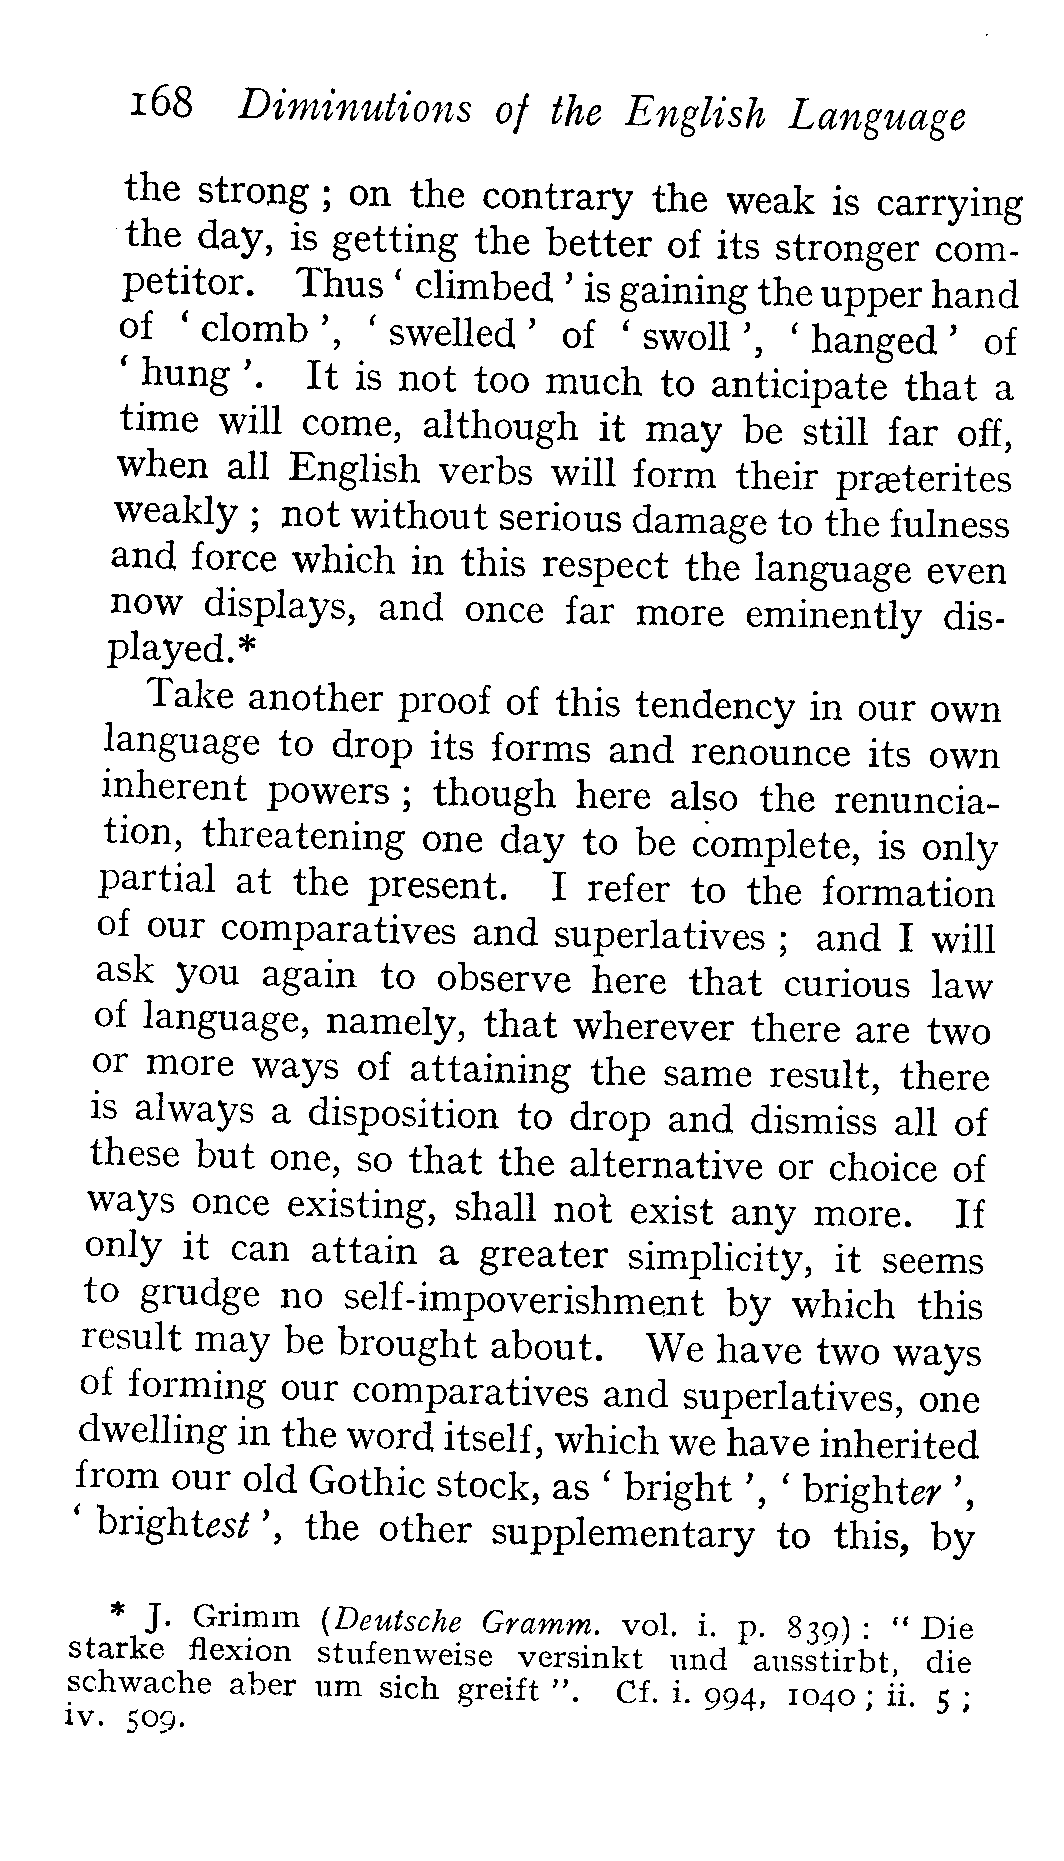 168 Diminutions of the English Language
the strong ; on the contrary the weak is carrying
the day, is getting the better of its stronger com-
petitor. Thus ‘ climbed ’ is gaining the upper hand
of ‘ clomb ’, ‘ swelled ’ of ‘ swoll ’, ‘ hanged ’ of
‘ hung ’. It is not too much to anticipate that a
time will come, although it may be still far off,
when all English verbs will form their præterites
weakly ; not without serious damage to the fulness
and force which in this respect the language even
now displays, and once far more eminently dis-
played.*
Take another proof of this tendency in our own
language to drop its forms and renounce its own
inherent powers ; though here also the renuncia-
tion, threatening one day to be complete, is only
partial at the present. I refer to the formation
of our comparatives and superlatives ; and I will
ask you again to observe here that curious law
of language, namely, that wherever there are two
or more ways of attaining the same result, there
is always a disposition to drop and dismiss all of
these but one, so that the alternative or choice of
ways once existing, shall not exist any more. If
only it can attain a greater simplicity, it seems
to grudge no self-impoverishment by which this
result may be brought about. We have two ways
of forming our comparatives and superlatives, one
dwelling in the word itself, which we have inherited
from our old Gothic stock, as ‘ bright ’, ‘ brighter ’,
‘ brightest ’, the other supplementary to this, by
* J. Grimm (Deutsche Gramm. vol. i. p. 839) : “ Die
starke flexion stufenweise versinkt und ausstirbt, die
schwache aber um sich greift ”. Cf. i. 994, 1040 ; ii. 5 ;
iv. 509.